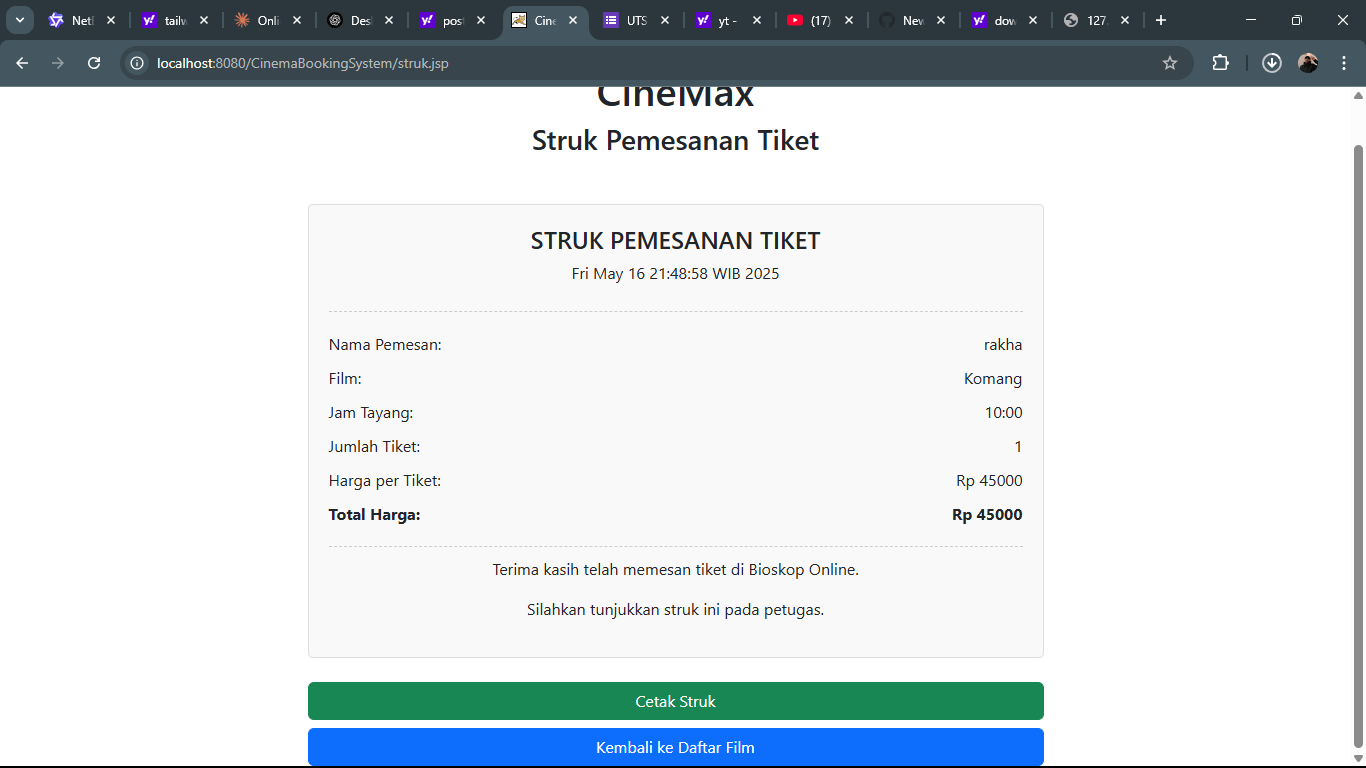 Net
tailw
Onli
Desi
post
Cine
UTS
yt -
(17)
New
dow
127.
localhost:8080/CinemaBookingSystem/struk.jsp
CineMax
Struk Pemesanan Tiket
STRUK PEMESANAN TIKET
Fri May 16 21:48:58 WIB 2025
Nama Pemesan: rakha
Film: Komang
Jam Tayang: 10:00
Jumlah Tiket: 1
Harga per Tiket: Rp 45000
Total Harga: Rp 45000
Terima kasih telah memesan tiket di Bioskop Online.
Silahkan tunjukkan struk ini pada petugas.
Cetak Struk
Kembali ke Daftar Film